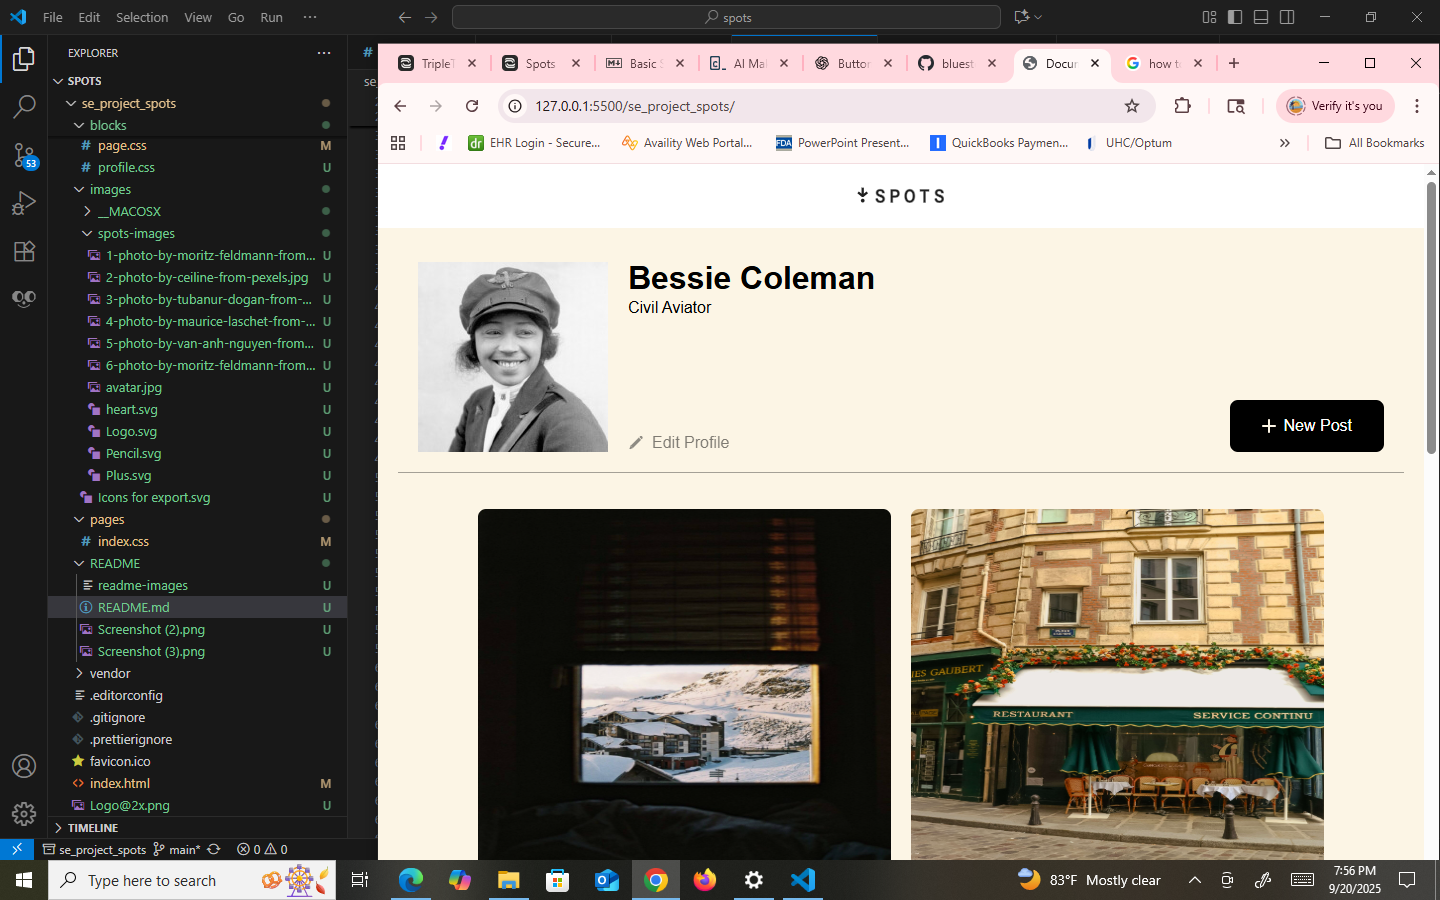 File Edit Selection View Go Run ···
spots
EXPLORER
SPOTS
se_project_spots
blocks
page.css M
profile.css U
images
__MACOSX
spots-images
1-photo-by-moritz-feldmann-from... U
2-photo-by-ceiline-from-pexels.jpg U
3-photo-by-tubanur-dogan-from-... U
4-photo-by-maurice-laschet-from-... U
5-photo-by-van-anh-nguyen-from... U
6-photo-by-moritz-feldmann-from... U
avatar.jpg U
heart.svg U
Logo.svg U
Pencil.svg U
Plus.svg U
Icons for export.svg U
pages
index.css M
README
readme-images U
README.md U
Screenshot (2).png U
Screenshot (3).png U
vendor
.editorconfig
.gitignore
.prettierignore
favicon.ico
index.html M
Logo@2x.png U
TIMELINE
53
se_project_spots main* 0 0
TripleT Spots Basic S AI Mal Button bluest Docur how to
127.0.0.1:5500/se_project_spots/
Verify it's you
EHR Login - Secure... Availity Web Portal... PowerPoint Present... QuickBooks Paymen... UHC/Optum
All Bookmarks
SPOTS
Bessie Coleman
Civil Aviator
Edit Profile
New Post
RESTAURANT SERVICE CONTINU
Type here to search
83°F Mostly clear
7:56 PM
9/20/2025